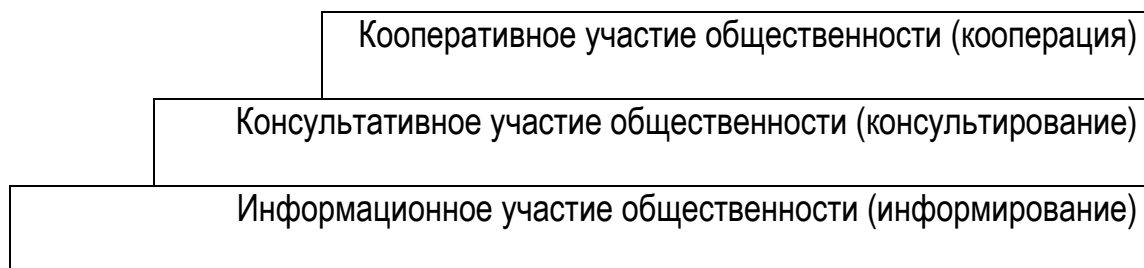 Кооперативное участие общественности (кооперация)
Консультативное участие общественности (консультирование)
Информационное участие общественности (информирование)